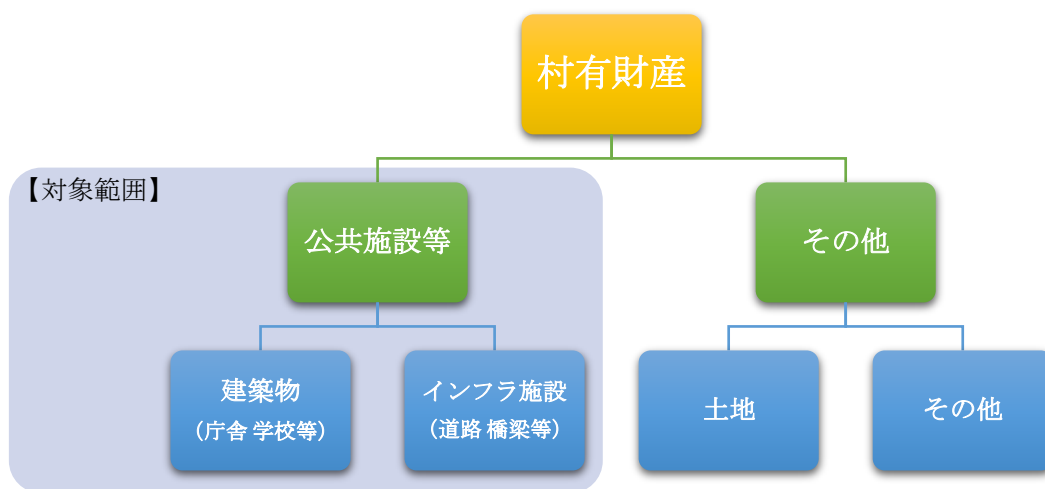 村有財産
【対象範囲】
公共施設等
その他
建築物
（庁舎 学校等）
インフラ施設
（道路 橋梁等）
土地
その他